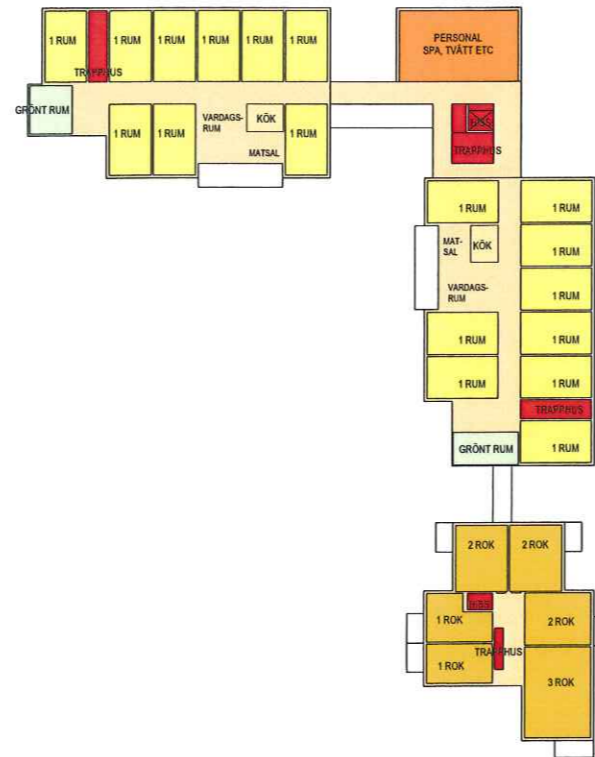 1 RUM
1 RUM
1 RUM
1 RUM
1 RUM
1 RUM
TRAPPHUS
PERSONAL
SPA, TVÄTT ETC
GRÖNT RUM
1 RUM
1 RUM
VARDAGS-
RUM
KÖK
MATSAL
1 RUM
HISS
TRAPPHUS
1 RUM
1 RUM
MAT-
SAL
KÖK
1 RUM
VARDAGS-
RUM
1 RUM
1 RUM
1 RUM
1 RUM
1 RUM
TRAPPHUS
GRÖNT RUM
1 RUM
2 ROK
2 ROK
HISS
1 ROK
2 ROK
TRAPPHUS
1 ROK
3 ROK